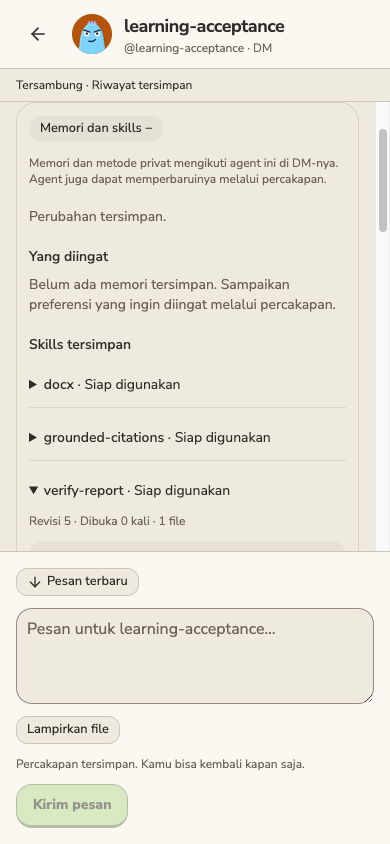 learning-acceptance
@learning-acceptance · DM
Tersambung · Riwayat tersimpan
Memori dan skills −
Memori dan metode privat mengikuti agent ini di DM-nya.
Agent juga dapat memperbaruinya melalui percakapan.
Perubahan tersimpan.
Yang diingat
Belum ada memori tersimpan. Sampaikan
preferensi yang ingin diingat melalui percakapan.
Skills tersimpan
docx · Siap digunakan
grounded-citations · Siap digunakan
verify-report · Siap digunakan
Revisi 5 · Dibuka 0 kali · 1 file
Pesan terbaru
Pesan untuk learning-acceptance...
Lampirkan file
Percakapan tersimpan. Kamu bisa kembali kapan saja.
Kirim pesan